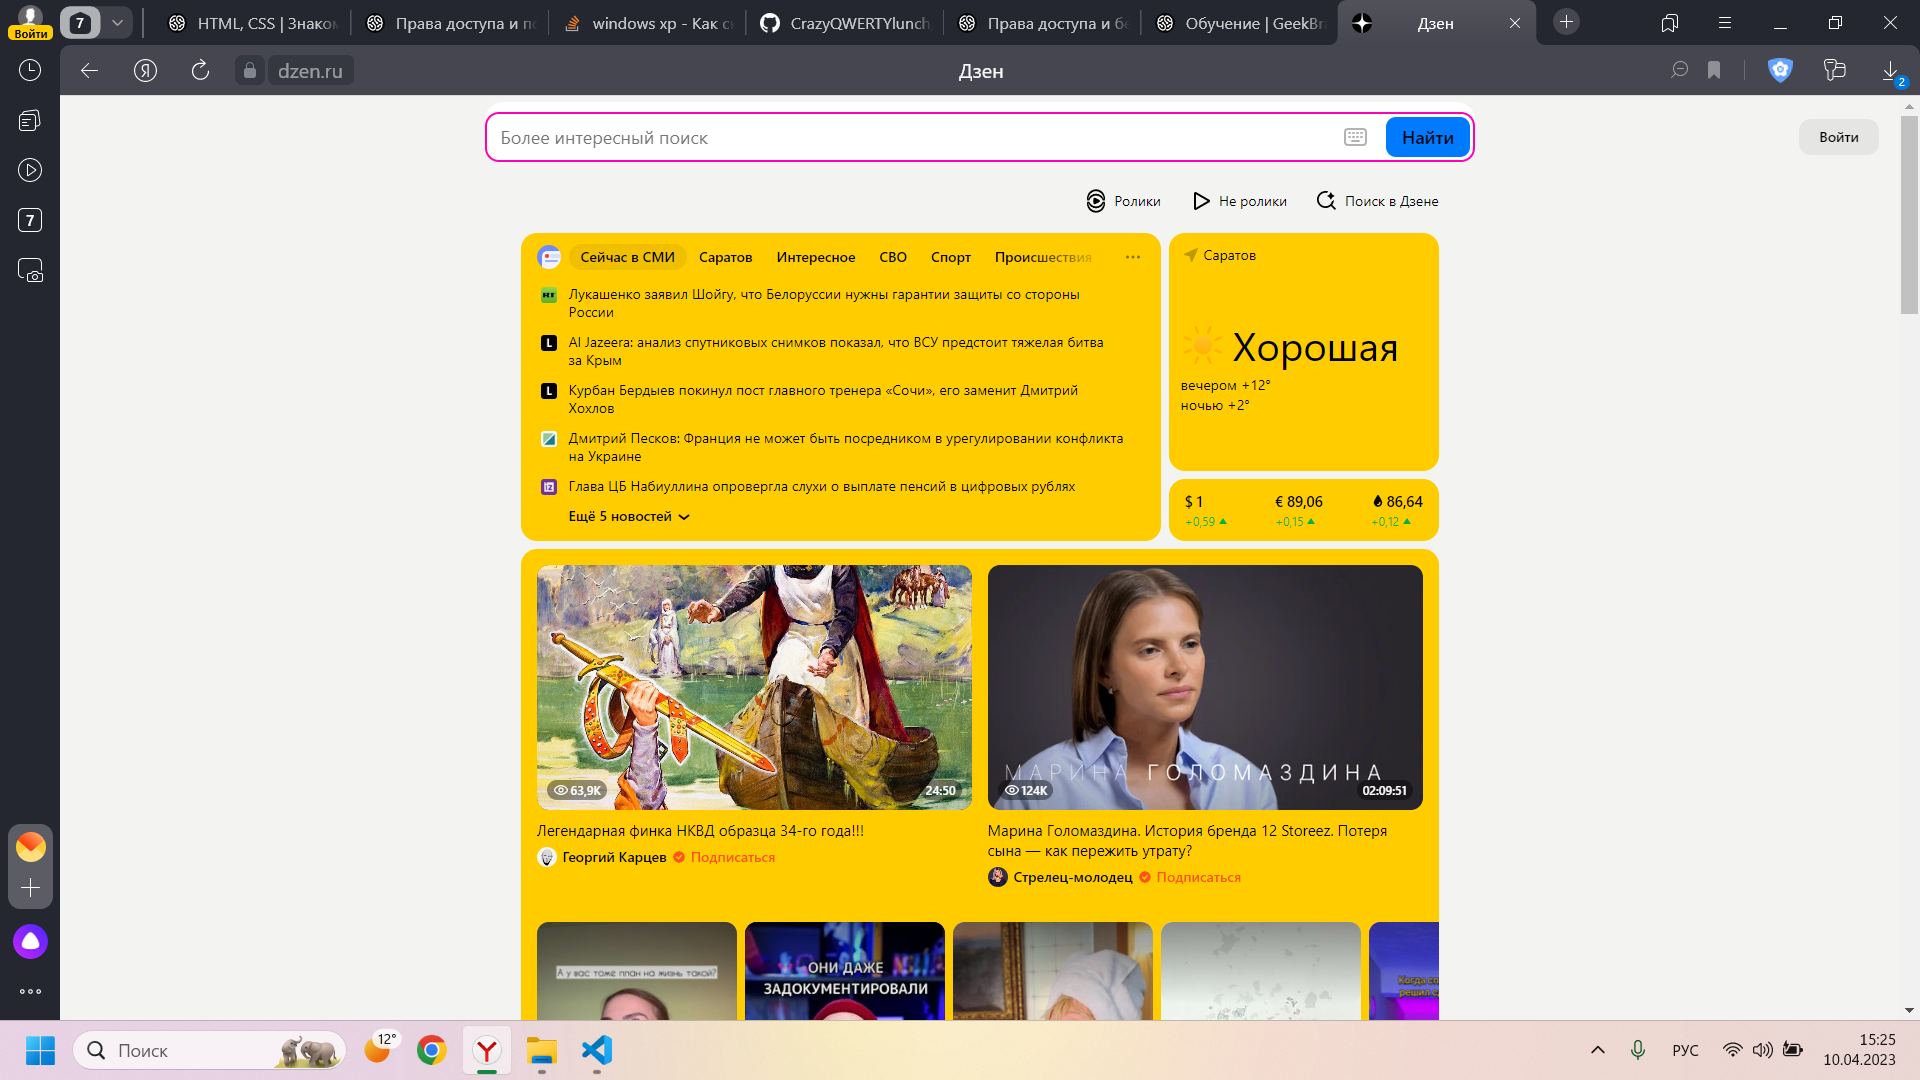 Войти
7
HTML, CSS | Знаком
Права доступа и по
windows xp - Как с
CrazyQWERTYlunch
Права доступа и бе
Обучение | GeekBra
Дзен
dzen.ru
Дзен
2
7
Более интересный поиск
Найти
Войти
Ролики
Не ролики
Поиск в Дзене
Сейчас в СМИ
Саратов
Интересное
СВО
Спорт
Происшествия
Лукашенко заявил Шойгу, что Белоруссии нужны гарантии защиты со стороны
России
Al Jazeera: анализ спутниковых снимков показал, что ВСУ предстоит тяжелая битва
за Крым
Курбан Бердыев покинул пост главного тренера «Сочи», его заменит Дмитрий
Хохлов
Дмитрий Песков: Франция не может быть посредником в урегулировании конфликта
на Украине
Глава ЦБ Набиуллина опровергла слухи о выплате пенсий в цифровых рублях
Ещё 5 новостей
Саратов
Хорошая
вечером +12°
ночью +2°
$ 1
€ 89,06
86,64
+0,59
+0,15
+0,12
63,9K
24:50
МАРИНА ГОЛОМАЗДИНА
124K
02:09:51
Легендарная финка НКВД образца 34-го года!!!
Георгий Карцев
Подписаться
Марина Голомаздина. История бренда 12 Storeez. Потеря
сына — как пережить утрату?
Стрелец-молодец
Подписаться
А у вас тоже план на жизнь такой?
ОНИ ДАЖЕ
ЗАДОКУМЕНТИРОВАЛИ
Поиск
12°
РУС
15:25
10.04.2023